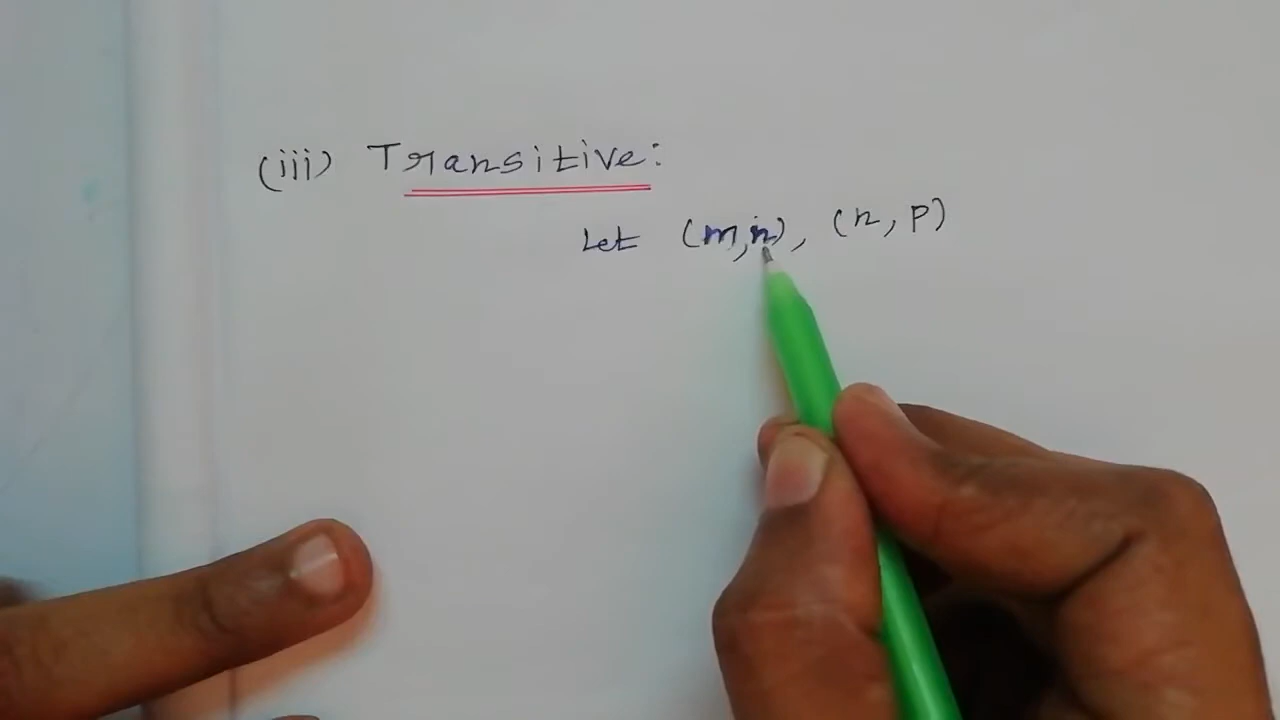 (iii) Transitive:
Let (m,n), (n, p)